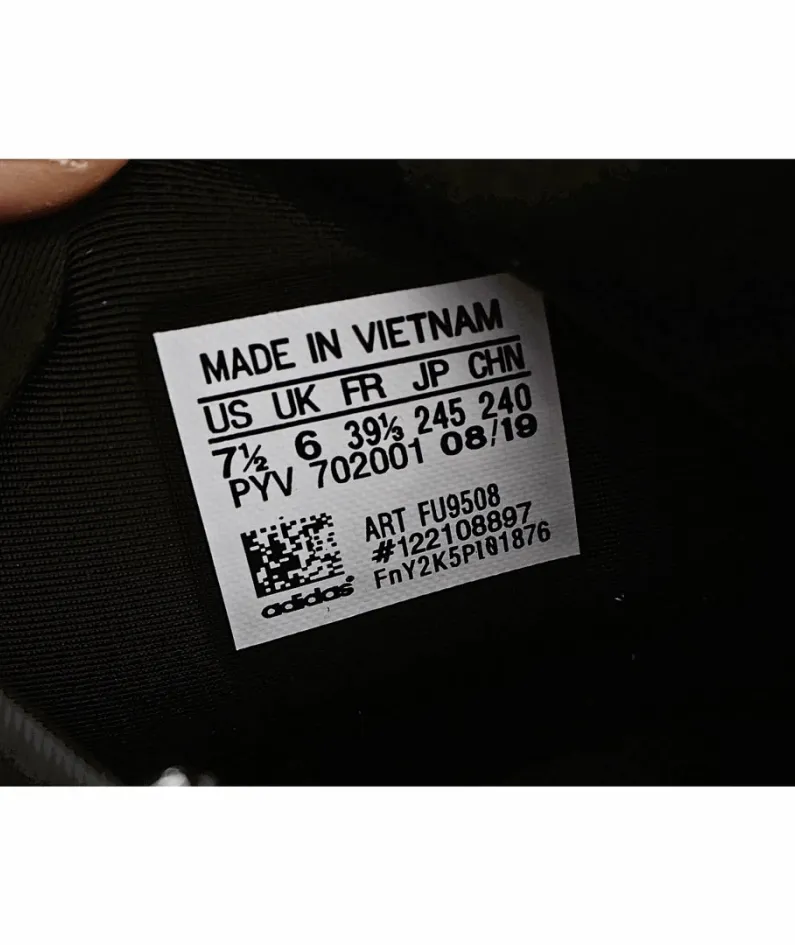 MADE IN VIETNAM
US UK FR JP CHN
7½ 6 39⅓ 245 240
PYV 702001 08/19
ART FU9508
#122108897
FnY2K5PI01876
adidas®